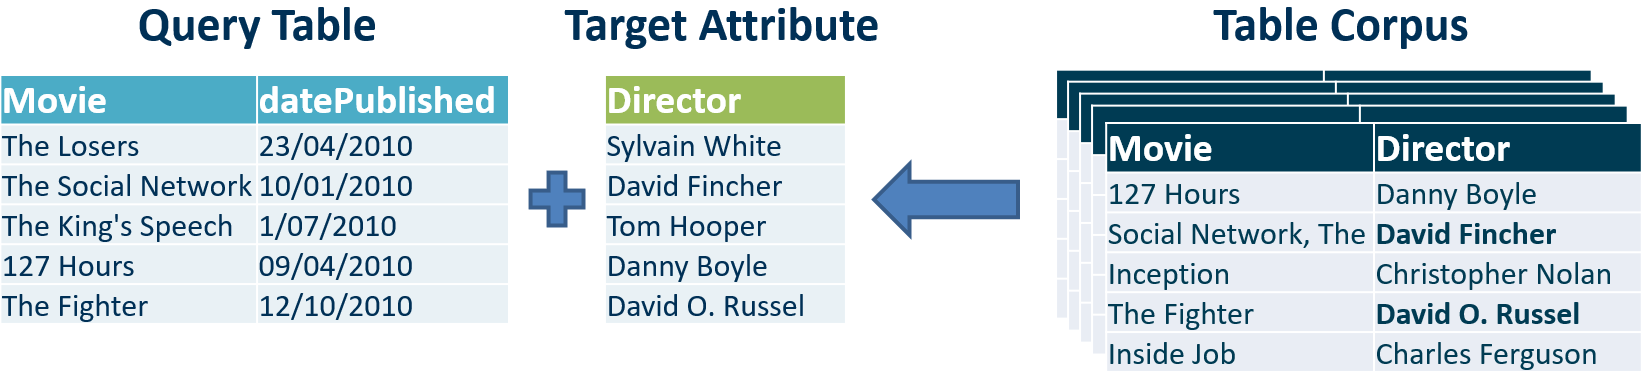 Query Table
Target Attribute
Table Corpus
Movie datePublished
The Losers 23/04/2010
The Social Network 10/01/2010
The King's Speech 1/07/2010
127 Hours 09/04/2010
The Fighter 12/10/2010
Director
Sylvain White
David Fincher
Tom Hooper
Danny Boyle
David O. Russel
Movie Director
127 Hours Danny Boyle
Social Network, The David Fincher
Inception Christopher Nolan
The Fighter David O. Russel
Inside Job Charles Ferguson